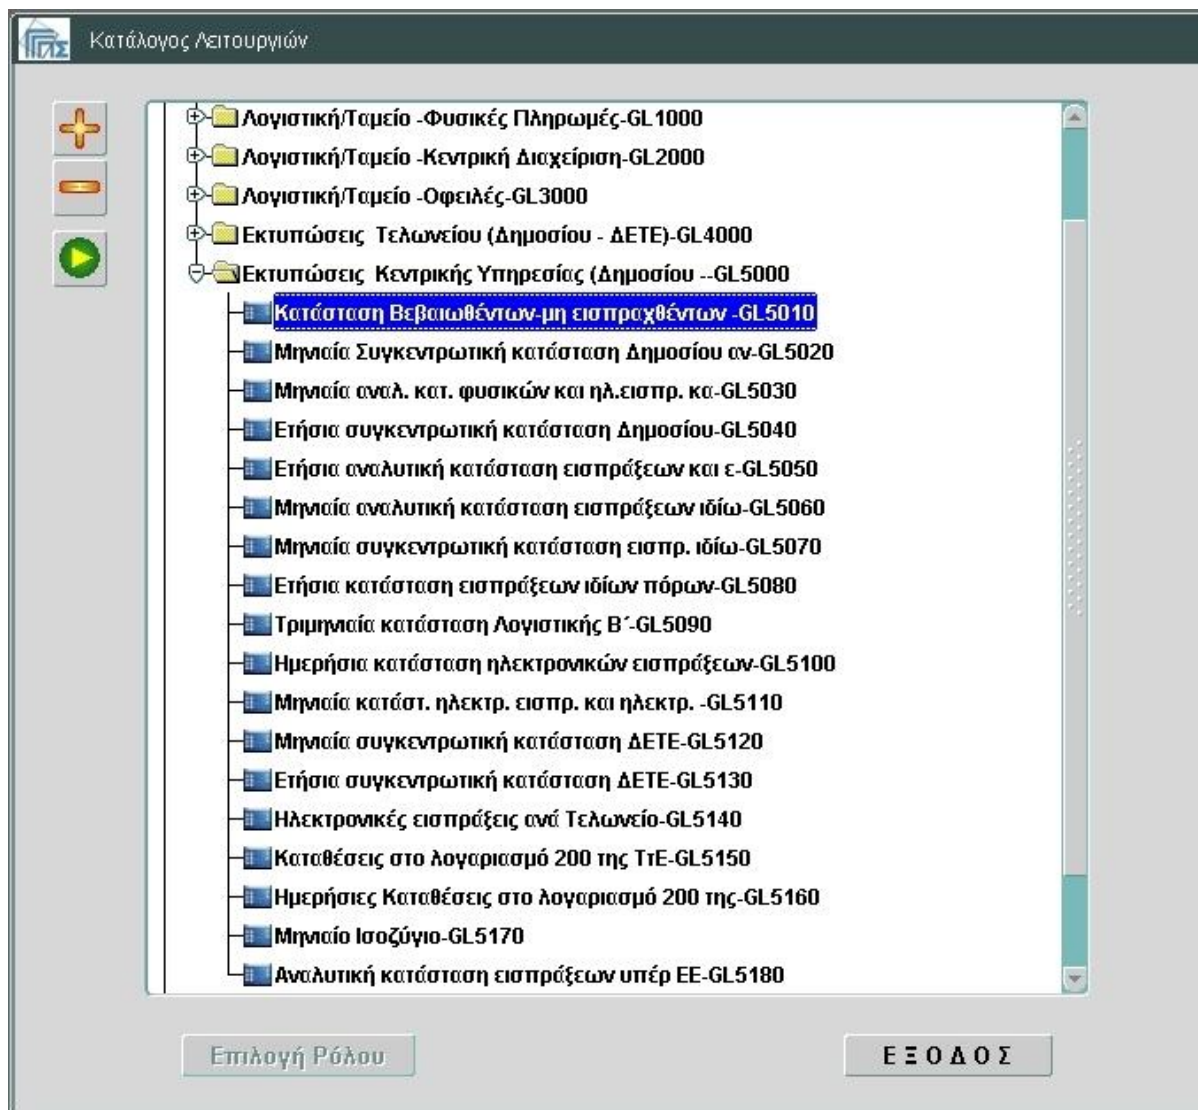 ΓΠΣ Κατάλογος Λειτουργιών
Λογιστική/Ταμείο -Φυσικές Πληρωμές-GL1000
Λογιστική/Ταμείο -Κεντρική Διαχείριση-GL2000
Λογιστική/Ταμείο -Οφειλές-GL3000
Εκτυπώσεις Τελωνείου (Δημοσίου - ΔΕΤΕ)-GL4000
Εκτυπώσεις Κεντρικής Υπηρεσίας (Δημοσίου --GL5000
Κατάσταση Βεβαιωθέντων-μη εισπραχθέντων -GL5010
Μηνιαία Συγκεντρωτική κατάσταση Δημοσίου αν-GL5020
Μηνιαία αναλ. κατ. φυσικών και ηλ.εισπρ. κα-GL5030
Ετήσια συγκεντρωτική κατάσταση Δημοσίου-GL5040
Ετήσια αναλυτική κατάσταση εισπράξεων και ε-GL5050
Μηνιαία αναλυτική κατάσταση εισπράξεων ιδίω-GL5060
Μηνιαία συγκεντρωτική κατάσταση εισπρ. ιδίω-GL5070
Ετήσια κατάσταση εισπράξεων ιδίων πόρων-GL5080
Τριμηνιαία κατάσταση Λογιστικής Β΄-GL5090
Ημερήσια κατάσταση ηλεκτρονικών εισπράξεων-GL5100
Μηνιαία κατάστ. ηλεκτρ. εισπρ. και ηλεκτρ. -GL5110
Μηνιαία συγκεντρωτική κατάσταση ΔΕΤΕ-GL5120
Ετήσια συγκεντρωτική κατάσταση ΔΕΤΕ-GL5130
Ηλεκτρονικές εισπράξεις ανά Τελωνείο-GL5140
Καταθέσεις στο λογαριασμό 200 της ΤτΕ-GL5150
Ημερήσιες Καταθέσεις στο λογαριασμό 200 της-GL5160
Μηνιαίο Ισοζύγιο-GL5170
Αναλυτική κατάσταση εισπράξεων υπέρ ΕΕ-GL5180
Επιλογή Ρόλου ΕΞΟΔΟΣ